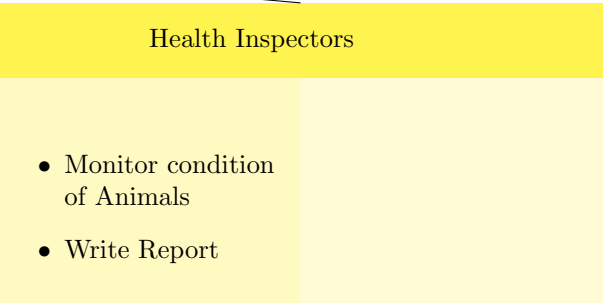 Health Inspectors
• Monitor condition
of Animals
• Write Report